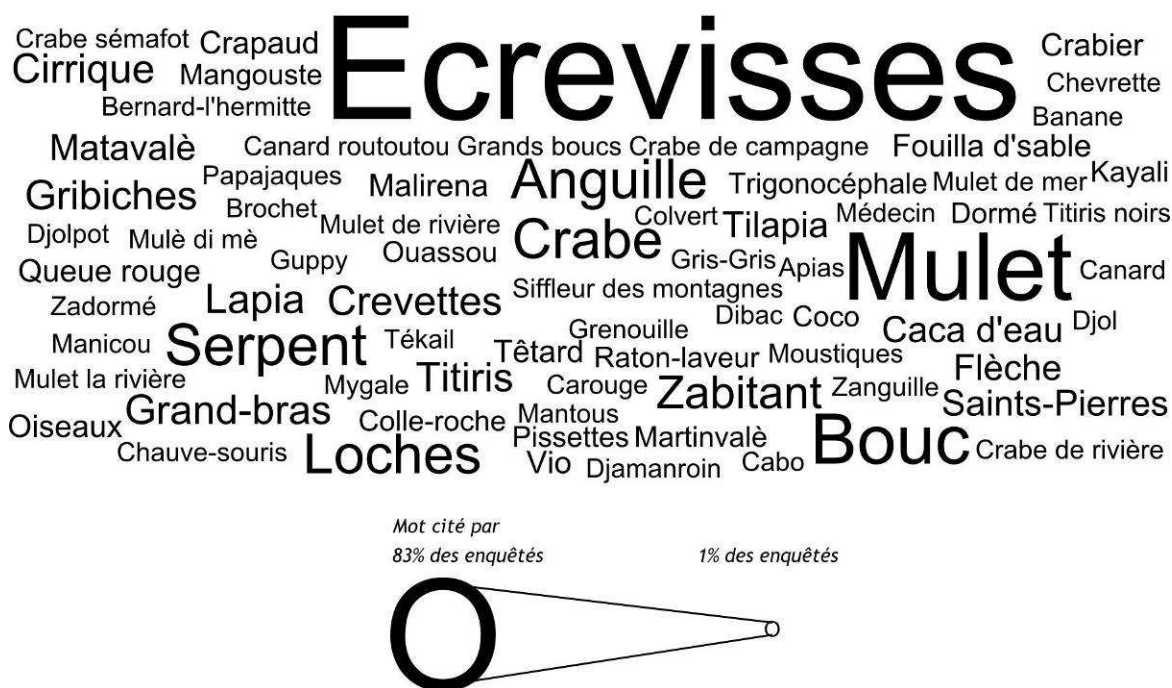 Crabe sémafot Crapaud Ecrevisses Crabier
Cirrique Mangouste Chevrette
Bernard-l'hermitte Banane
Matavalè Canard routoutou Grands boucs Crabe de campagne Fouilla d'sable
Gribiches Papajaques Malirena Anguille Trigonocéphale Mulet de mer Kayali
Brochet Mulet de rivière Crabe Colvert Tilapia Médecin Dormé Titiris noirs
Djolpot Mulè di mè Guppy Ouassou Gris-Gris Apias Mulet Canard
Queue rouge Lapia Crevettes Siffleur des montagnes
Zadormé Grenouille Dibac Coco Caca d'eau Djol
Manicou Serpent Tékail Têtard Raton-laveur Moustiques Flèche
Mulet la rivière Mygale Titiris Carouge Zabitant Zanguille Saints-Pierres
Oiseaux Grand-bras Colle-roche Mantous
Chauve-souris Loches Pissettes Martinvalè Bouc Crabe de rivière
Vio Djamanroin Cabo
Mot cité par
83% des enquêtés 1% des enquêtés
O o